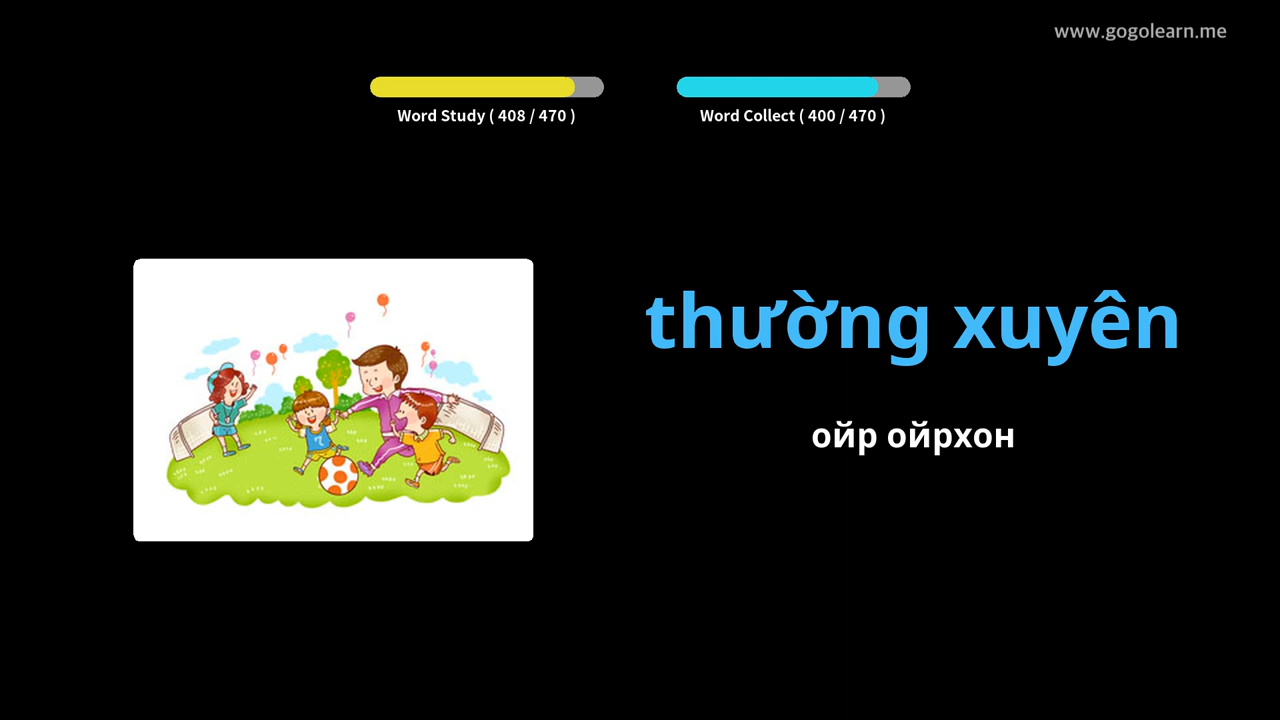 www.gogolearn.me
Word Study ( 408 / 470 )
Word Collect ( 400 / 470 )
thường xuyên
ойр ойрхон